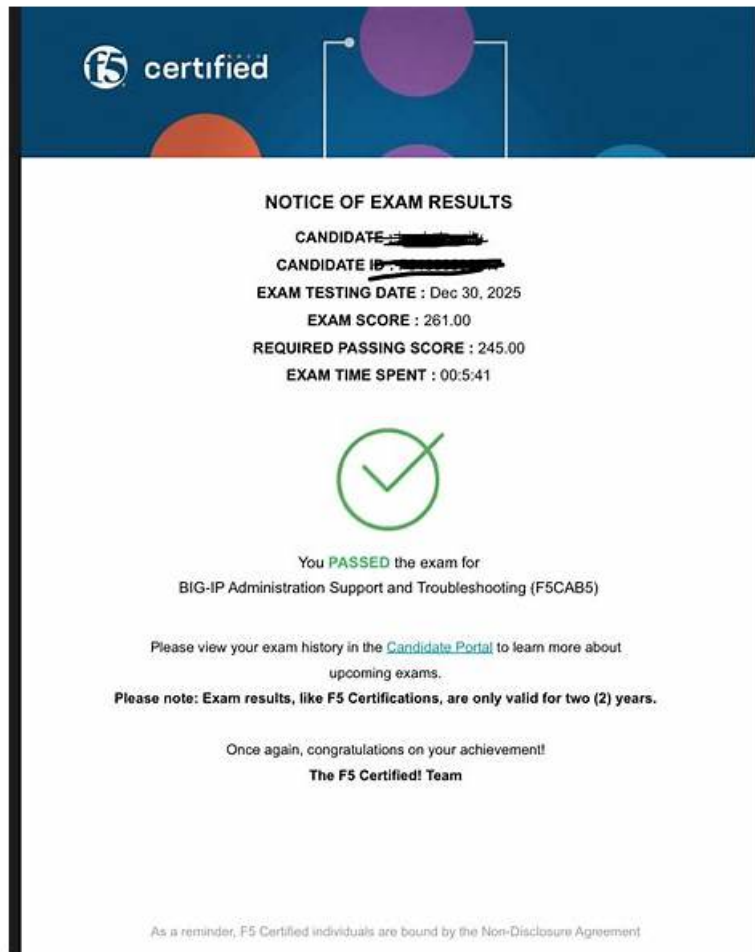 f5 certified
NOTICE OF EXAM RESULTS
CANDIDATE :
CANDIDATE ID :
EXAM TESTING DATE : Dec 30, 2025
EXAM SCORE : 261.00
REQUIRED PASSING SCORE : 245.00
EXAM TIME SPENT : 00:5:41
You PASSED the exam for
BIG-IP Administration Support and Troubleshooting (F5CAB5)
Please view your exam history in the Candidate Portal to learn more about
upcoming exams.
Please note: Exam results, like F5 Certifications, are only valid for two (2) years.
Once again, congratulations on your achievement!
The F5 Certified! Team
As a reminder, F5 Certified individuals are bound by the Non-Disclosure Agreement